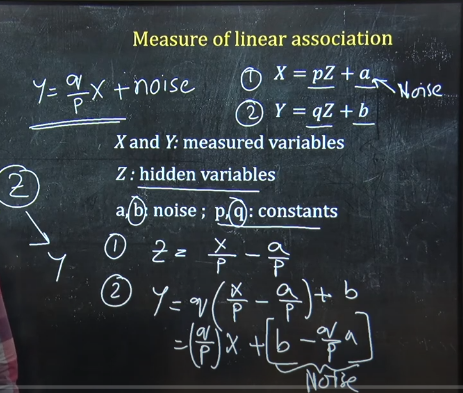 Measure of linear association
Y = q/p X + noise
① X = pZ + a ← Noise
② Y = qZ + b
X and Y: measured variables
Z : hidden variables
a,b: noise ; p,q: constants
Z
Y
① Z = X/P - a/P
② Y = q(X/P - a/P) + b
= (q/P) X + [b - q/P a]
Noise